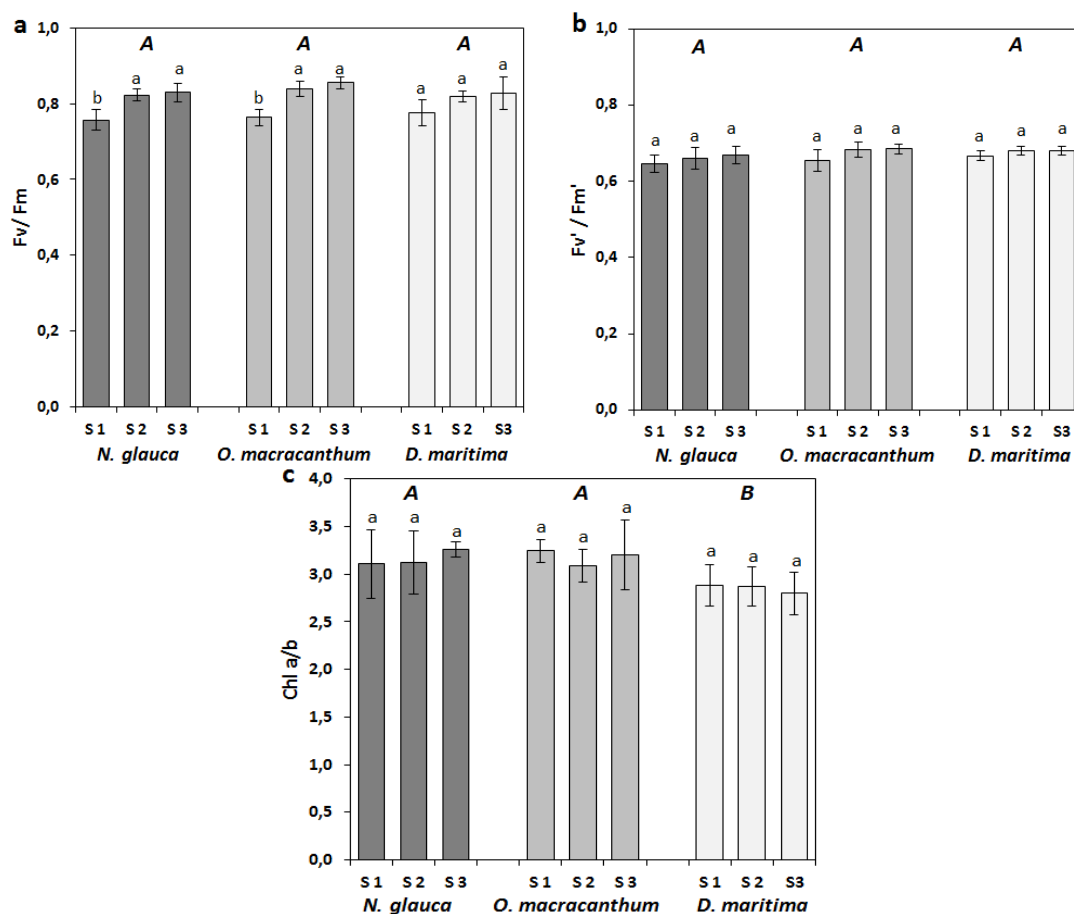 a
A A A
1,0
0,8
0,6
0,4
0,2
0,0
Fv/ Fm
b a a b a a a a a
S 1 S 2 S 3 S 1 S 2 S 3 S 1 S 2 S3
N. glauca O. macracanthum D. maritima
b
A A A
1,0
0,8
0,6
0,4
0,2
0,0
Fv' / Fm'
a a a a a a a a a
S 1 S 2 S 3 S 1 S 2 S 3 S 1 S 2 S3
N. glauca O. macracanthum D. maritima
c
A A B
4,0
3,5
3,0
2,5
2,0
1,5
1,0
0,5
0,0
Chl a/b
a a a a a a a a a
S 1 S 2 S 3 S 1 S 2 S 3 S 1 S 2 S3
N. glauca O. macracanthum D. maritima